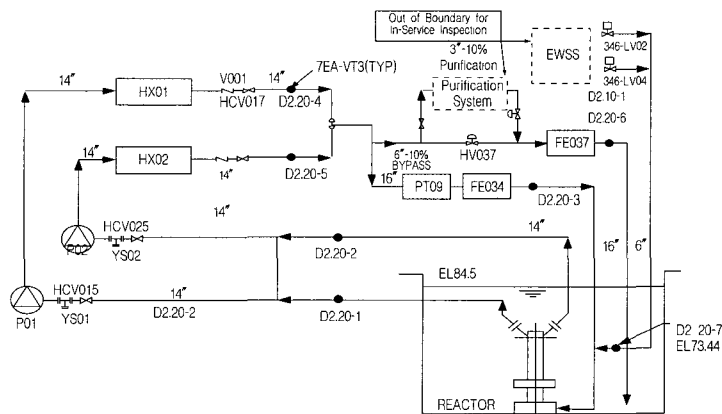 Out of Boundary for
In-Service Inspection
3"-10%
Purification
EWSS
346-LV02
346-LV04
D2.10-1
D2.20-6
7EA-VT3(TYP)
14"
HX01
V001
HCV017
14"
D2.20-4
Purification
System
14"
HX02
14"
D2.20-5
6"-10%
BYPASS
HV037
FE037
16"
PT09
FE034
D2.20-3
14"
P02
HCV025
YS02
D2.20-2
14"
16"
6"
P01
HCV015
YS01
14"
D2.20-2
D2.20-1
EL84.5
D2 20-7
EL73.44
REACTOR